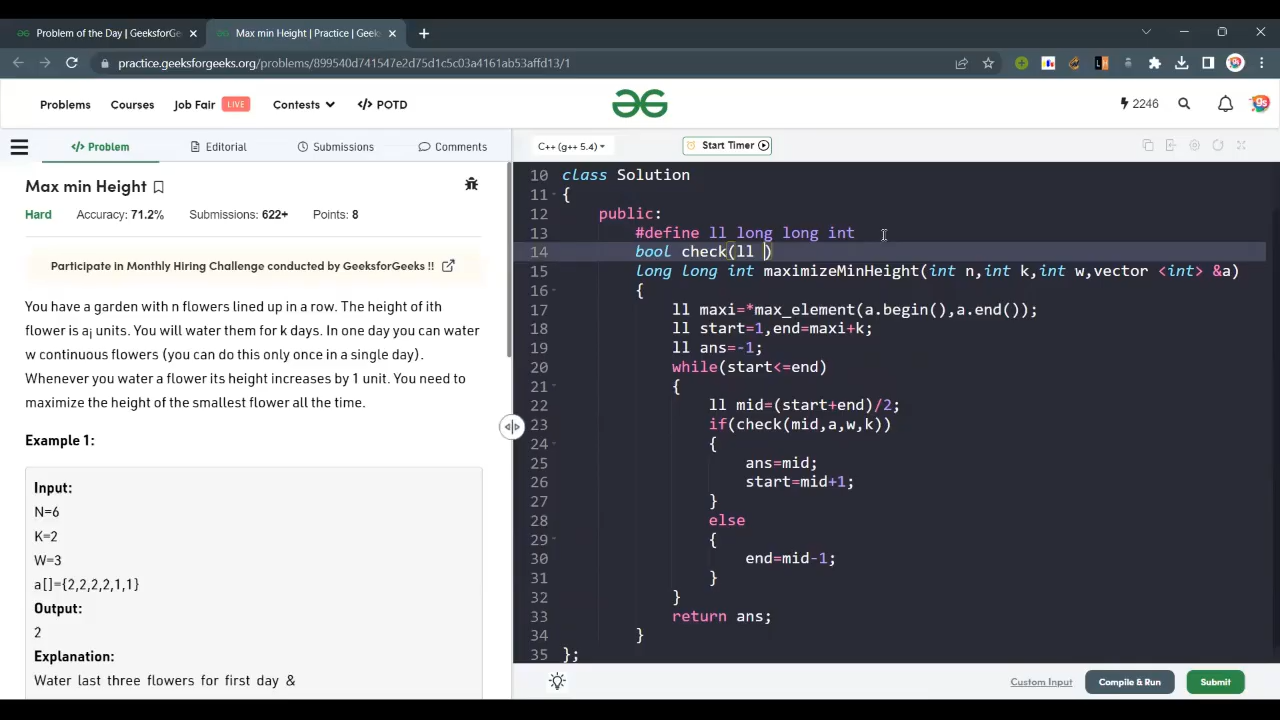 Problem of the Day | GeeksforGe
Max min Height | Practice | Geek
practice.geeksforgeeks.org/problems/899540d741547e2d75d1c5c03a4161ab53affd13/1
Problems
Courses
Job Fair LIVE
Contests
</> POTD
2246
</> Problem
Editorial
Submissions
Comments
C++ (g++ 5.4)
Start Timer
Max min Height
Hard Accuracy: 71.2% Submissions: 622+ Points: 8
Participate in Monthly Hiring Challenge conducted by GeeksforGeeks !!
You have a garden with n flowers lined up in a row. The height of ith
flower is ai units. You will water them for k days. In one day you can water
w continuous flowers (you can do this only once in a single day).
Whenever you water a flower its height increases by 1 unit. You need to
maximize the height of the smallest flower all the time.
Example 1:
Input:
N=6
K=2
W=3
a[]={2,2,2,2,1,1}
Output:
2
Explanation:
Water last three flowers for first day &
10 class Solution
11 {
12 public:
13 #define ll long long int
14 bool check(ll )
15 long long int maximizeMinHeight(int n,int k,int w,vector <int> &a)
16 {
17 ll maxi=*max_element(a.begin(),a.end());
18 ll start=1,end=maxi+k;
19 ll ans=-1;
20 while(start<=end)
21 {
22 ll mid=(start+end)/2;
23 if(check(mid,a,w,k))
24 {
25 ans=mid;
26 start=mid+1;
27 }
28 else
29 {
30 end=mid-1;
31 }
32 }
33 return ans;
34 }
35 };
Custom Input
Compile & Run
Submit